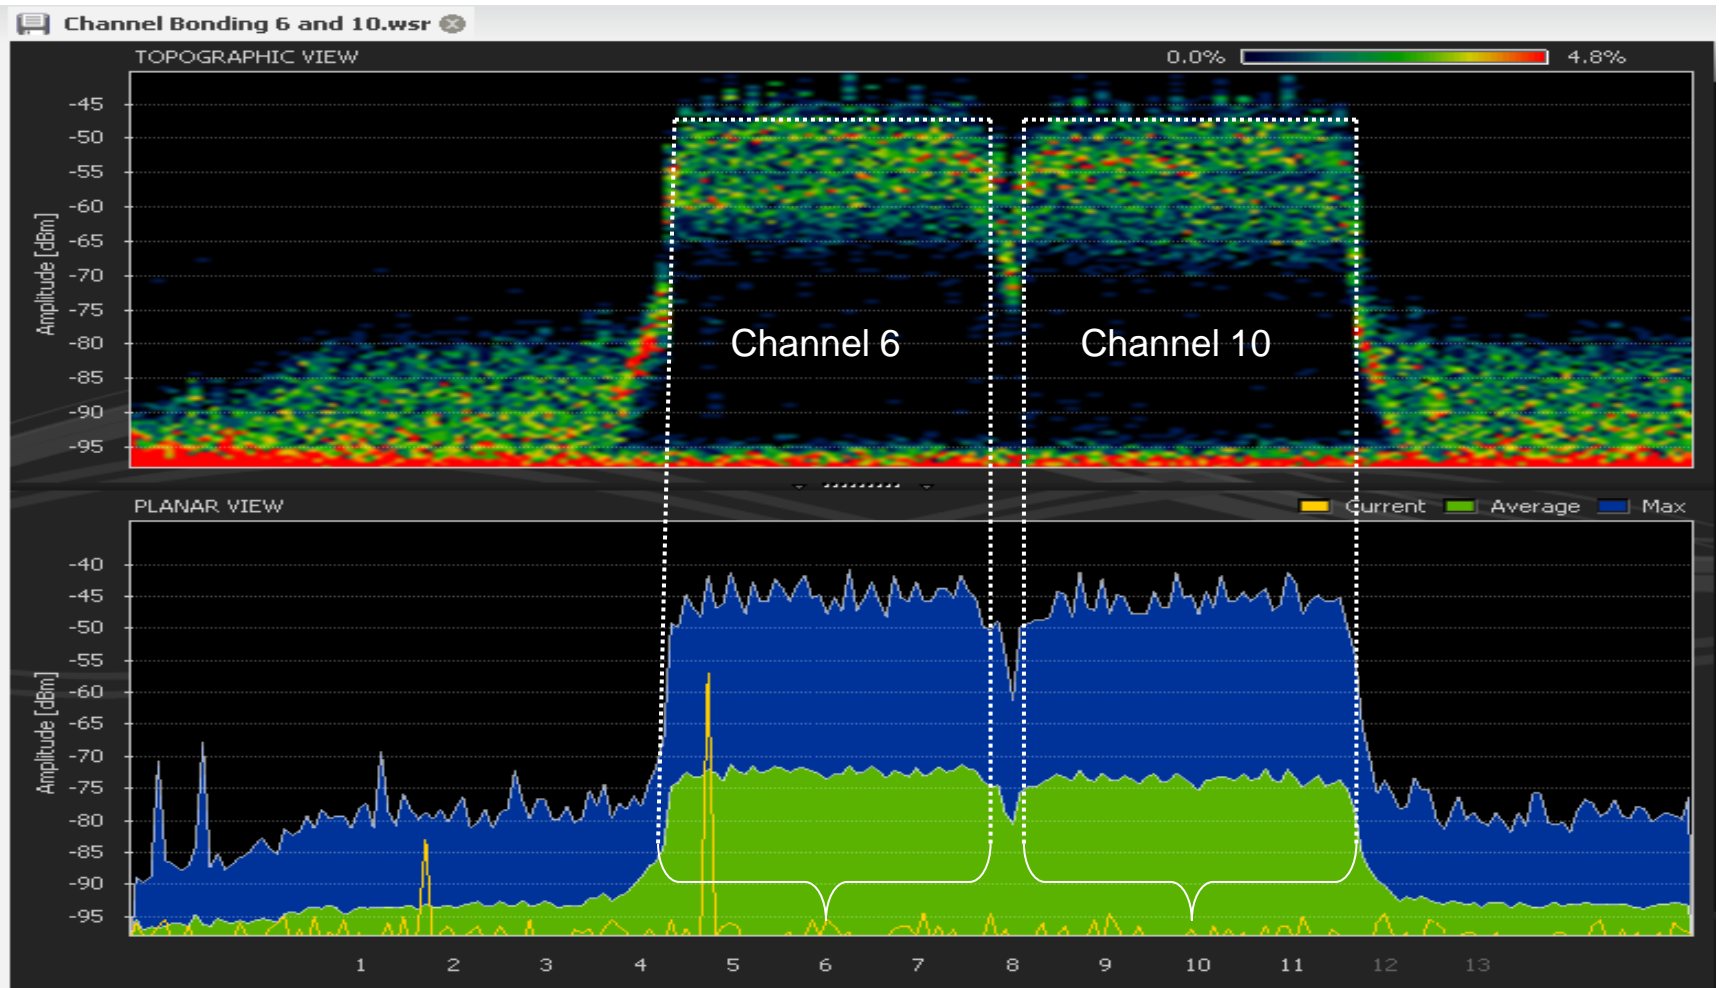 Channel Bonding 6 and 10.wsr
TOPOGRAPHIC VIEW
0.0% 4.8%
Amplitude [dBm]
-45
-50
-55
-60
-65
-70
-75
-80
-85
-90
-95
Channel 6
Channel 10
PLANAR VIEW
Current Average Max
Amplitude [dBm]
-40
-45
-50
-55
-60
-65
-70
-75
-80
-85
-90
-95
1 2 3 4 5 6 7 8 9 10 11 12 13